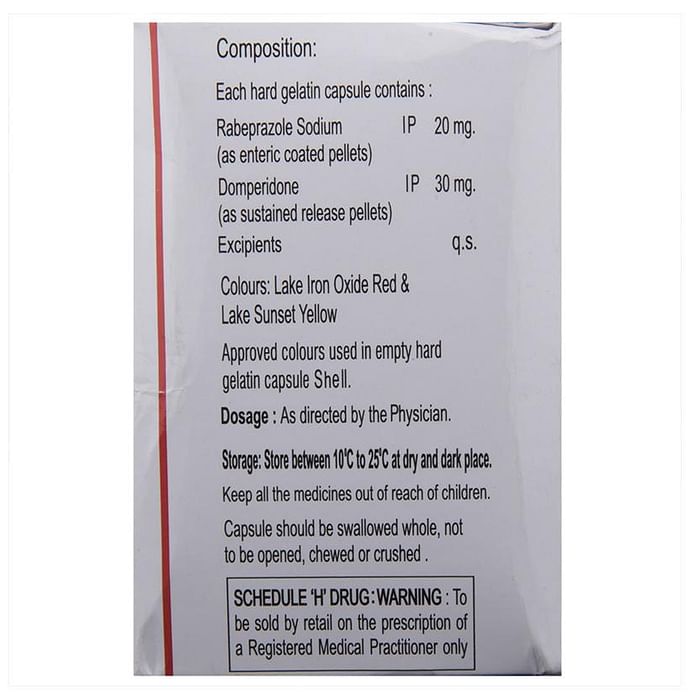 Composition:
Each hard gelatin capsule contains :
Rabeprazole Sodium IP 20 mg.
(as enteric coated pellets)
Domperidone IP 30 mg.
(as sustained release pellets)
Excipients q.s.
Colours: Lake Iron Oxide Red &
Lake Sunset Yellow
Approved colours used in empty hard
gelatin capsule Shell.
Dosage : As directed by the Physician.
Storage: Store between 10°C to 25°C at dry and dark place.
Keep all the medicines out of reach of children.
Capsule should be swallowed whole, not
to be opened, chewed or crushed .
SCHEDULE 'H' DRUG:WARNING : To
be sold by retail on the prescription of
a Registered Medical Practitioner only